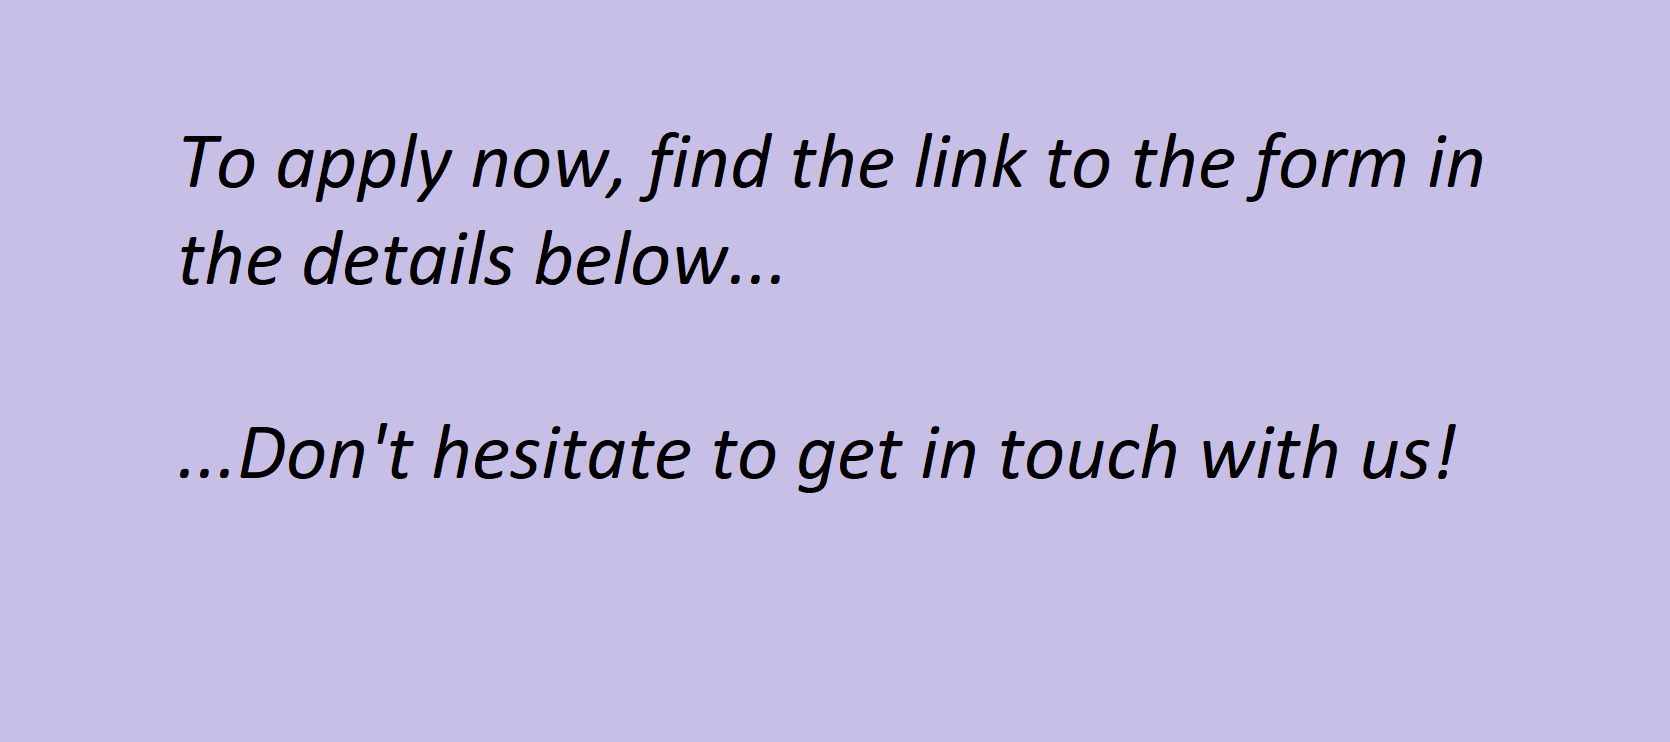 To apply now, find the link to the form in
the details below...
...Don't hesitate to get in touch with us!